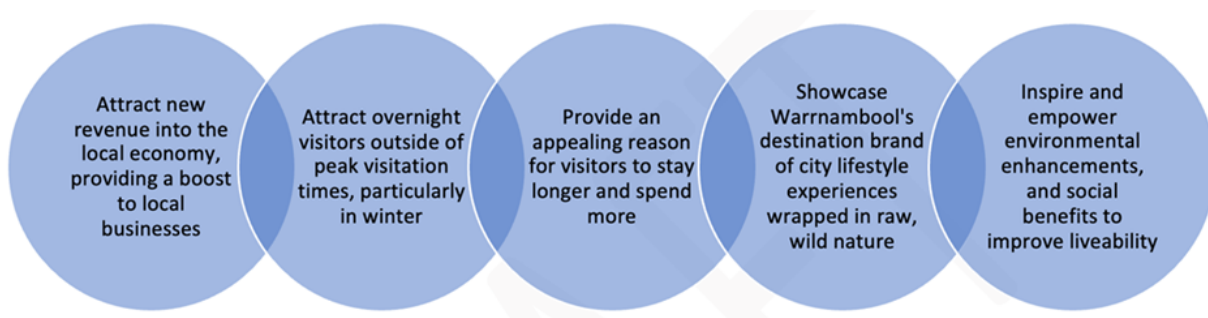 Attract new
revenue into the
local economy,
providing a boost
to local
businesses
Attract overnight
visitors outside of
peak visitation
times, particularly
in winter
Provide an
appealing reason
for visitors to stay
longer and spend
more
Showcase
Warrnambool's
destination brand
of city lifestyle
experiences
wrapped in raw,
wild nature
Inspire and
empower
environmental
enhancements,
and social
benefits to
improve liveability